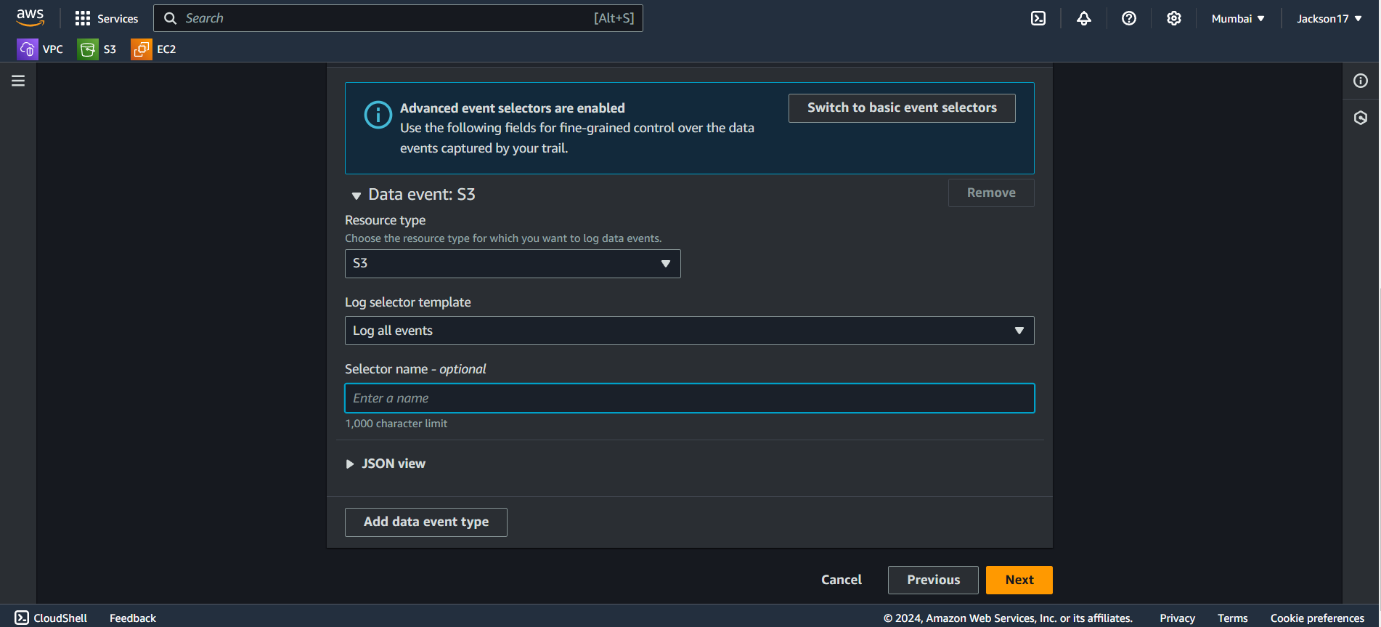 aws Services Search [Alt+S] Mumbai Jackson17
VPC S3 EC2
Advanced event selectors are enabled
Use the following fields for fine-grained control over the data
events captured by your trail.
Switch to basic event selectors
Data event: S3
Remove
Resource type
Choose the resource type for which you want to log data events.
S3
Log selector template
Log all events
Selector name - optional
Enter a name
1,000 character limit
JSON view
Add data event type
Cancel Previous Next
CloudShell Feedback © 2024, Amazon Web Services, Inc. or its affiliates. Privacy Terms Cookie preferences